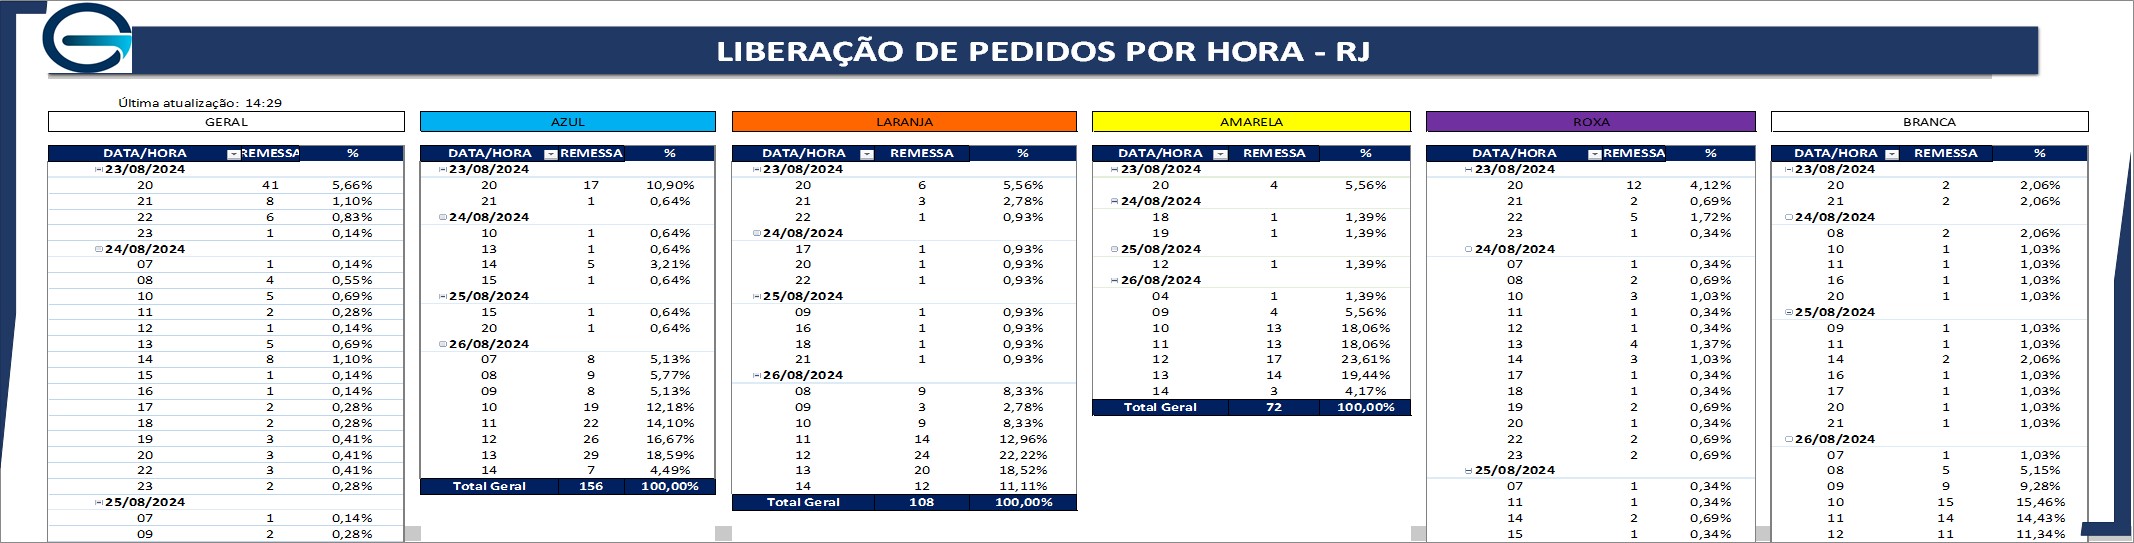 LIBERAÇÃO DE PEDIDOS POR HORA - RJ
Última atualização: 14:29
GERAL
DATA/HORA REMESSA %
23/08/2024
20 41 5,66%
21 8 1,10%
22 6 0,83%
23 1 0,14%
24/08/2024
07 1 0,14%
08 4 0,55%
10 5 0,69%
11 2 0,28%
12 1 0,14%
13 5 0,69%
14 8 1,10%
15 1 0,14%
16 1 0,14%
17 2 0,28%
18 2 0,28%
19 3 0,41%
20 3 0,41%
22 3 0,41%
23 2 0,28%
25/08/2024
07 1 0,14%
09 2 0,28%
AZUL
DATA/HORA REMESSA %
23/08/2024
20 17 10,90%
21 1 0,64%
24/08/2024
10 1 0,64%
13 1 0,64%
14 5 3,21%
15 1 0,64%
25/08/2024
15 1 0,64%
20 1 0,64%
26/08/2024
07 8 5,13%
08 9 5,77%
09 8 5,13%
10 19 12,18%
11 22 14,10%
12 26 16,67%
13 29 18,59%
14 7 4,49%
Total Geral 156 100,00%
LARANJA
DATA/HORA REMESSA %
23/08/2024
20 6 5,56%
21 3 2,78%
22 1 0,93%
24/08/2024
17 1 0,93%
20 1 0,93%
22 1 0,93%
25/08/2024
09 1 0,93%
16 1 0,93%
18 1 0,93%
21 1 0,93%
26/08/2024
08 9 8,33%
09 3 2,78%
10 9 8,33%
11 14 12,96%
12 24 22,22%
13 20 18,52%
14 12 11,11%
Total Geral 108 100,00%
AMARELA
DATA/HORA REMESSA %
23/08/2024
20 4 5,56%
24/08/2024
18 1 1,39%
19 1 1,39%
25/08/2024
12 1 1,39%
26/08/2024
04 1 1,39%
09 4 5,56%
10 13 18,06%
11 13 18,06%
12 17 23,61%
13 14 19,44%
14 3 4,17%
Total Geral 72 100,00%
ROXA
DATA/HORA REMESSA %
23/08/2024
20 12 4,12%
21 2 0,69%
22 5 1,72%
23 1 0,34%
24/08/2024
07 1 0,34%
08 2 0,69%
10 3 1,03%
11 1 0,34%
12 1 0,34%
13 4 1,37%
14 3 1,03%
17 1 0,34%
18 1 0,34%
19 2 0,69%
20 1 0,34%
22 2 0,69%
23 2 0,69%
25/08/2024
07 1 0,34%
11 1 0,34%
14 2 0,69%
15 1 0,34%
BRANCA
DATA/HORA REMESSA %
23/08/2024
20 2 2,06%
21 2 2,06%
24/08/2024
08 2 2,06%
10 1 1,03%
11 1 1,03%
16 1 1,03%
20 1 1,03%
25/08/2024
09 1 1,03%
11 1 1,03%
14 2 2,06%
16 1 1,03%
17 1 1,03%
20 1 1,03%
21 1 1,03%
26/08/2024
07 1 1,03%
08 5 5,15%
09 9 9,28%
10 15 15,46%
11 14 14,43%
12 11 11,34%